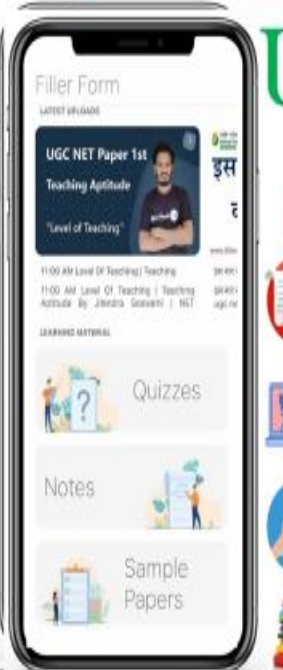 Filler Form
LATEST UPLOADS
UGC NET Paper 1st
Teaching Aptitude
"Level of Teaching"
इस
11:00 AM Level Of Teaching | Teaching
11:00 AM Level Of Teaching | Teaching
Aptitude By Jitendra Goswami | NET
LEARNING MATERIAL
Quizzes
Notes
Sample
Papers
U